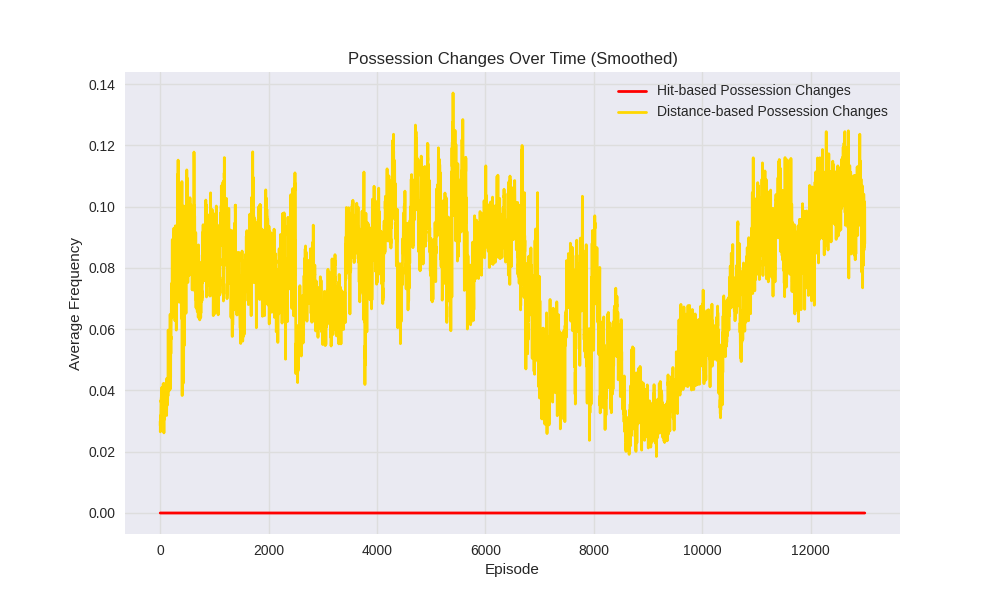 Possession Changes Over Time (Smoothed)
Hit-based Possession Changes
Distance-based Possession Changes
Average Frequency
0.14
0.12
0.10
0.08
0.06
0.04
0.02
0.00
0 2000 4000 6000 8000 10000 12000
Episode